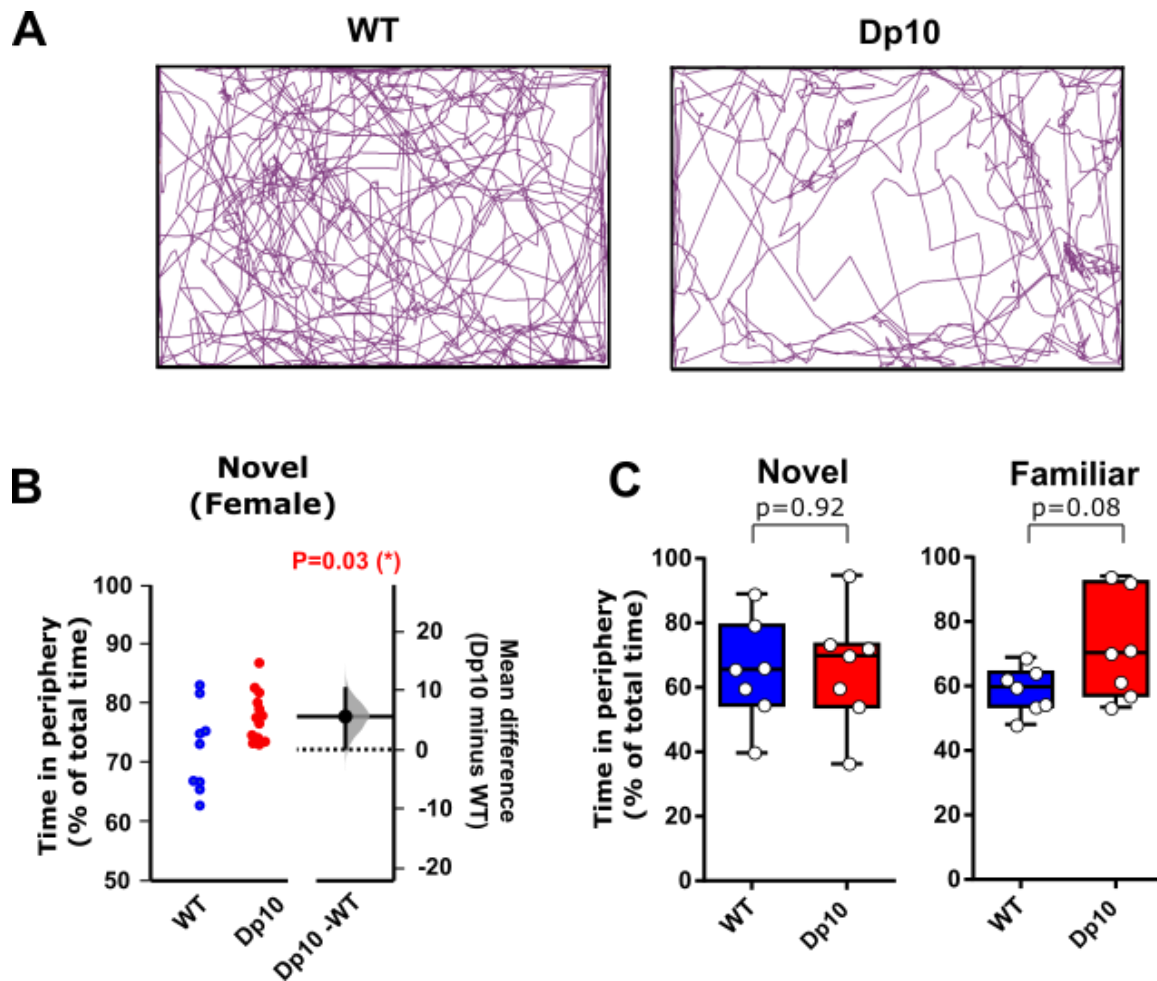 A
WT
Dp10
B
Novel
(Female)
P=0.03 (*)
Time in periphery
(% of total time)
100
90
80
70
60
50
20
10
0
-10
-20
Mean difference
(Dp10 minus WT)
WT
Dp10
Dp10 -WT
C
Novel
p=0.92
Time in periphery
(% of total time)
100
80
60
40
20
0
WT
Dp10
Familiar
p=0.08
100
80
60
40
20
0
WT
Dp10